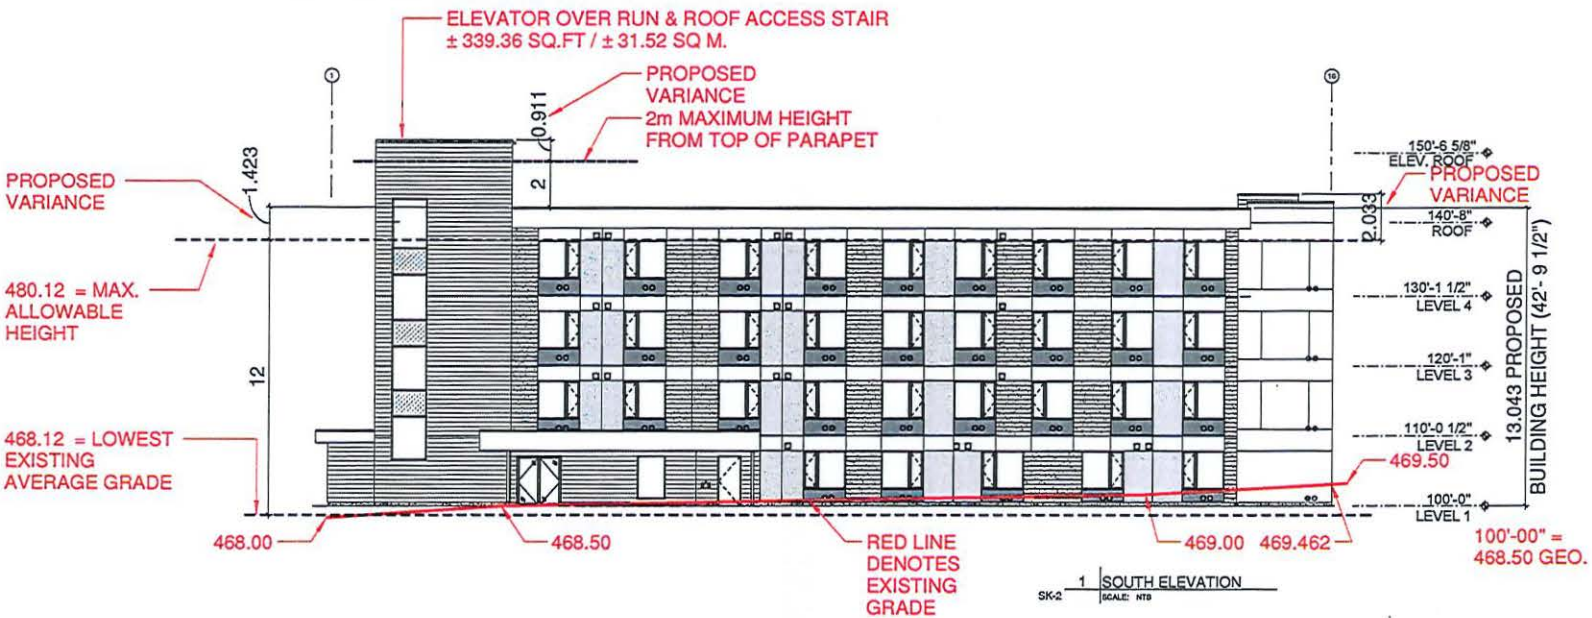 ELEVATOR OVER RUN & ROOF ACCESS STAIR
± 339.36 SQ.FT / ± 31.52 SQ M.
1
16
PROPOSED
VARIANCE
0.911
2m MAXIMUM HEIGHT
FROM TOP OF PARAPET
2
1.423
PROPOSED
VARIANCE
150'-6 5/8"
ELEV. ROOF
PROPOSED
VARIANCE
2.033
140'-8"
ROOF
480.12 = MAX.
ALLOWABLE
HEIGHT
130'-1 1/2"
LEVEL 4
12
120'-1"
LEVEL 3
13.043 PROPOSED
BUILDING HEIGHT (42'- 9 1/2")
468.12 = LOWEST
EXISTING
AVERAGE GRADE
110'-0 1/2"
LEVEL 2
469.50
100'-0"
LEVEL 1
468.00
468.50
RED LINE
DENOTES
EXISTING
GRADE
469.00
469.462
100'-00" =
468.50 GEO.
SK-2
1
SOUTH ELEVATION
SCALE: NTS